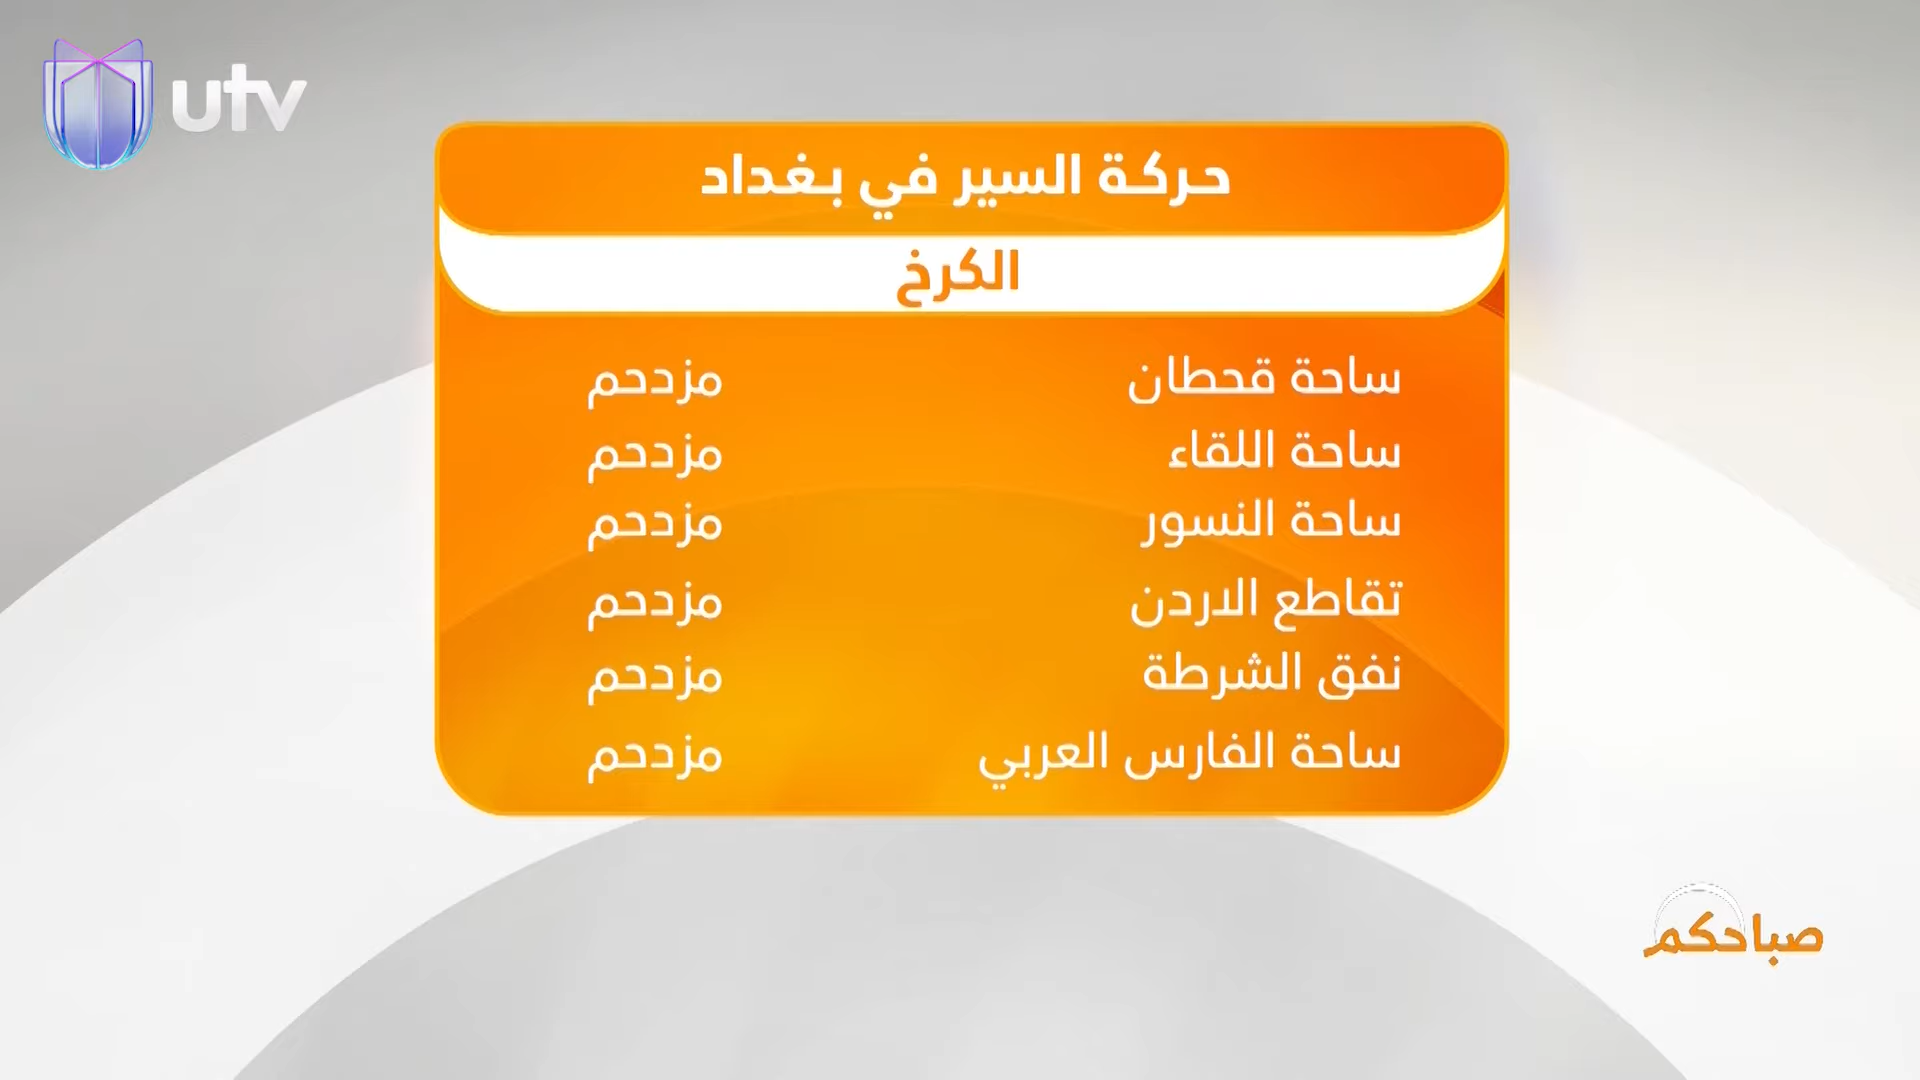 utv
حركة السير في بغداد
الكرخ
ساحة قحطان مزدحم
ساحة اللقاء مزدحم
ساحة النسور مزدحم
تقاطع الاردن مزدحم
نفق الشرطة مزدحم
ساحة الفارس العربي مزدحم
صباحكم